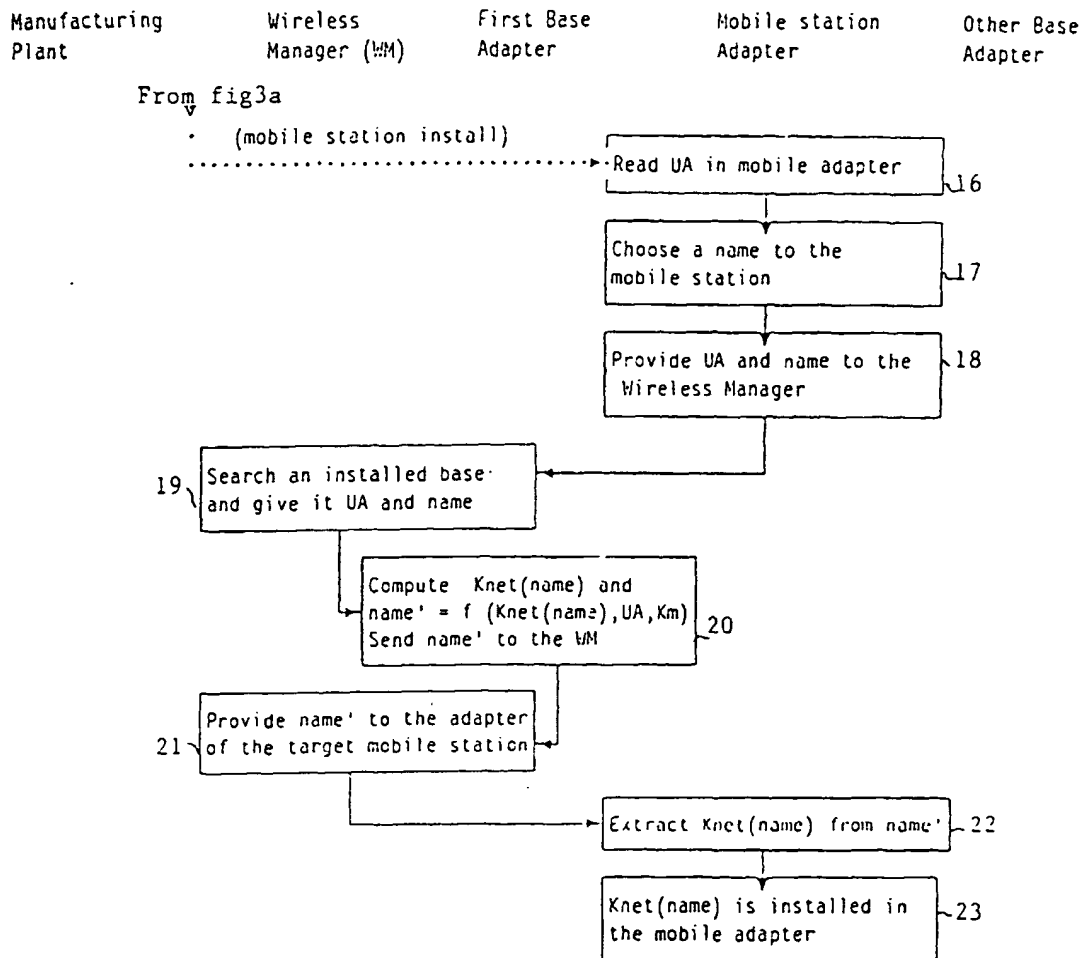 Manufacturing Plant
Wireless Manager (WM)
First Base Adapter
Mobile station Adapter
Other Base Adapter
From fig3a
(mobile station install)
Read UA in mobile adapter
16
Choose a name to the
mobile station
17
Provide UA and name to the
Wireless Manager
18
19
Search an installed base
and give it UA and name
Compute Knet(name) and
name' = f (Knet(name),UA,Km)
Send name' to the WM
20
21
Provide name' to the adapter
of the target mobile station
Extract Knet(name) from name'
22
Knet(name) is installed in
the mobile adapter
23